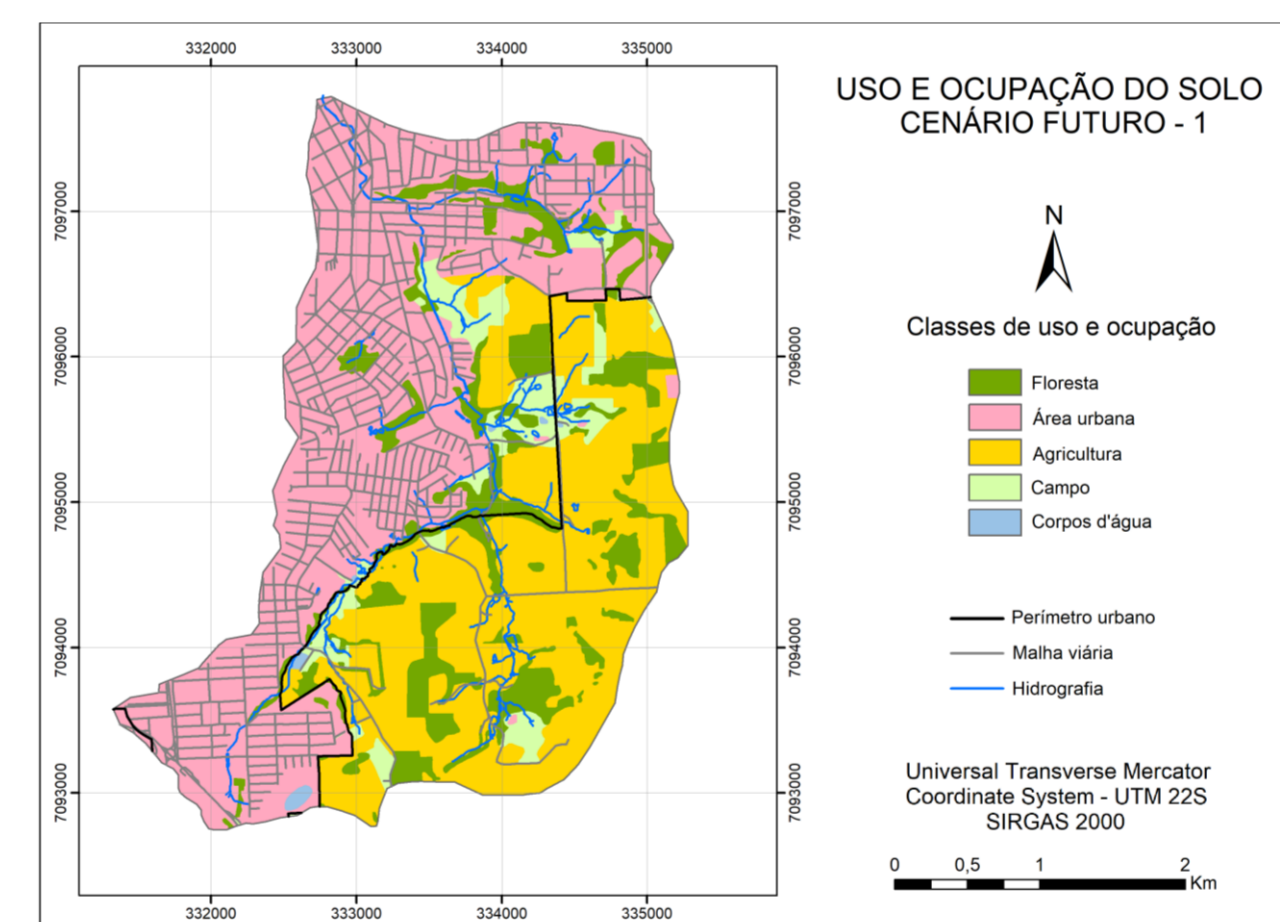 332000 333000 334000 335000
7097000 7097000
7096000 7096000
7095000 7095000
7094000 7094000
7093000 7093000
332000 333000 334000 335000
USO E OCUPAÇÃO DO SOLO
CENÁRIO FUTURO - 1
N
Classes de uso e ocupação
Floresta
Área urbana
Agricultura
Campo
Corpos d'água
Perímetro urbano
Malha viária
Hidrografia
Universal Transverse Mercator
Coordinate System - UTM 22S
SIRGAS 2000
0 0,5 1 2
Km